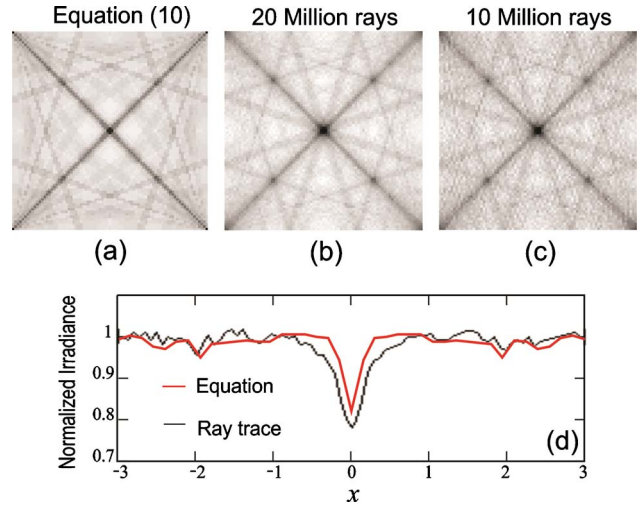 Equation (10) 20 Million rays 10 Million rays
(a) (b) (c)
Normalized Irradiance
1
0.9
0.8
0.7
Equation
Ray trace
(d)
-3 -2 -1 0 1 2 3
x